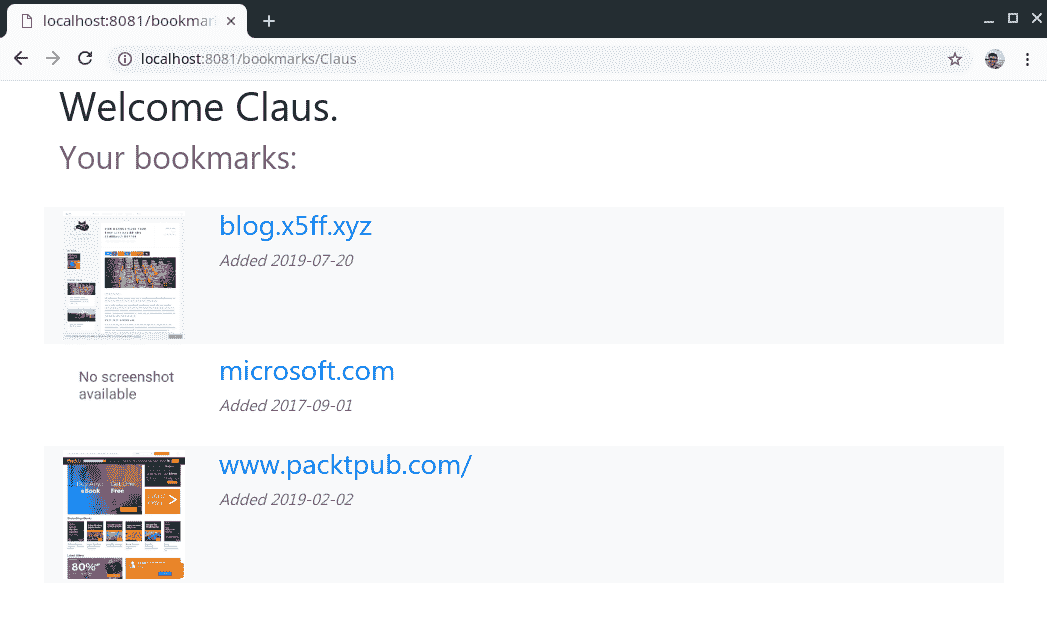 localhost:8081/bookmar
localhost:8081/bookmarks/Claus
Welcome Claus.
Your bookmarks:
blog.x5ff.xyz
Added 2019-07-20
No screenshot
available
microsoft.com
Added 2017-09-01
www.packtpub.com/
Added 2019-02-02
80%